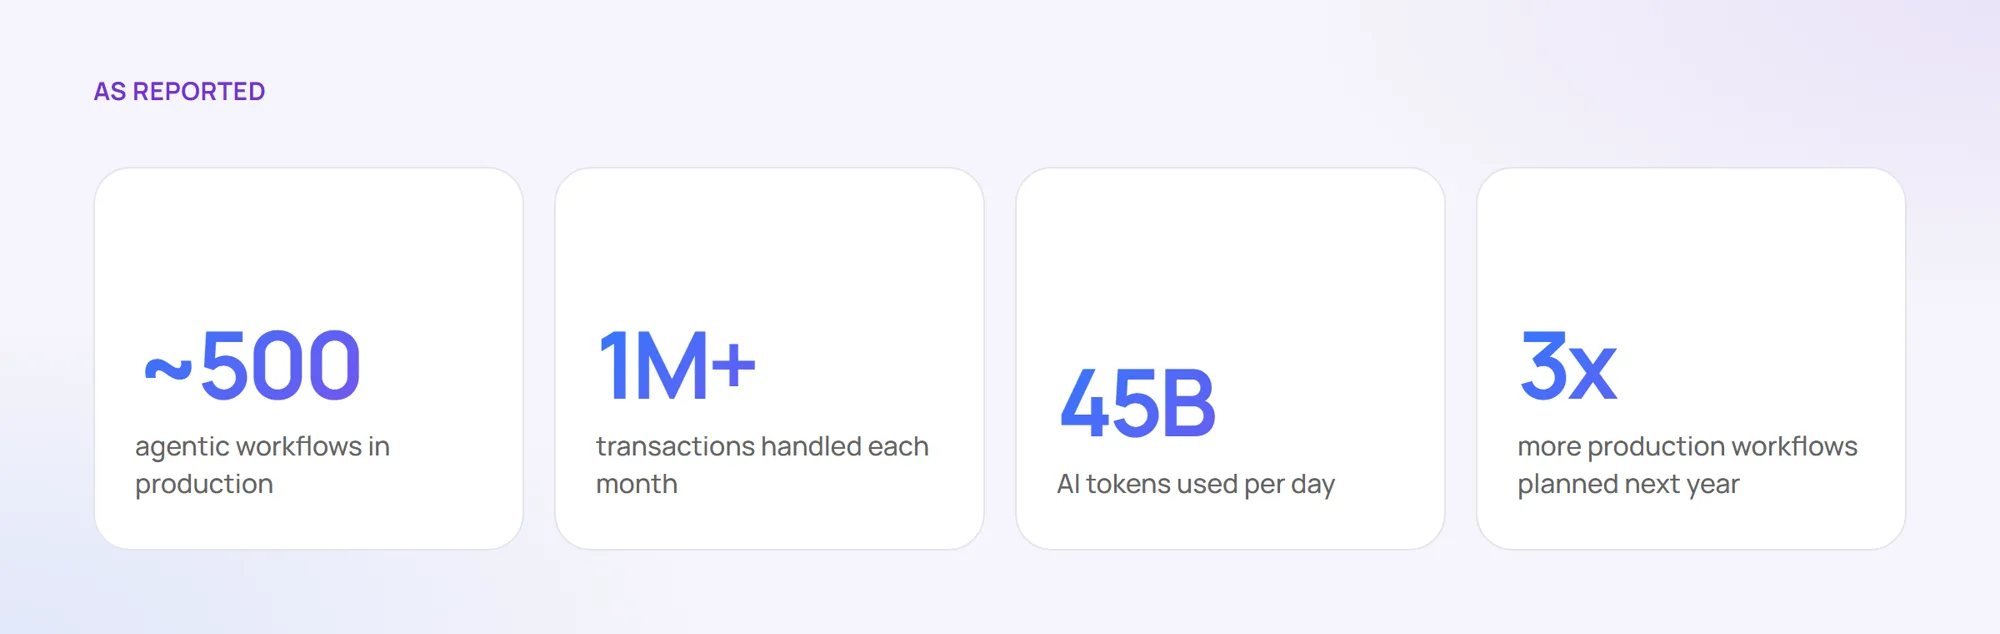 AS REPORTED
~500
agentic workflows in
production
1M+
transactions handled each
month
45B
AI tokens used per day
3x
more production workflows
planned next year